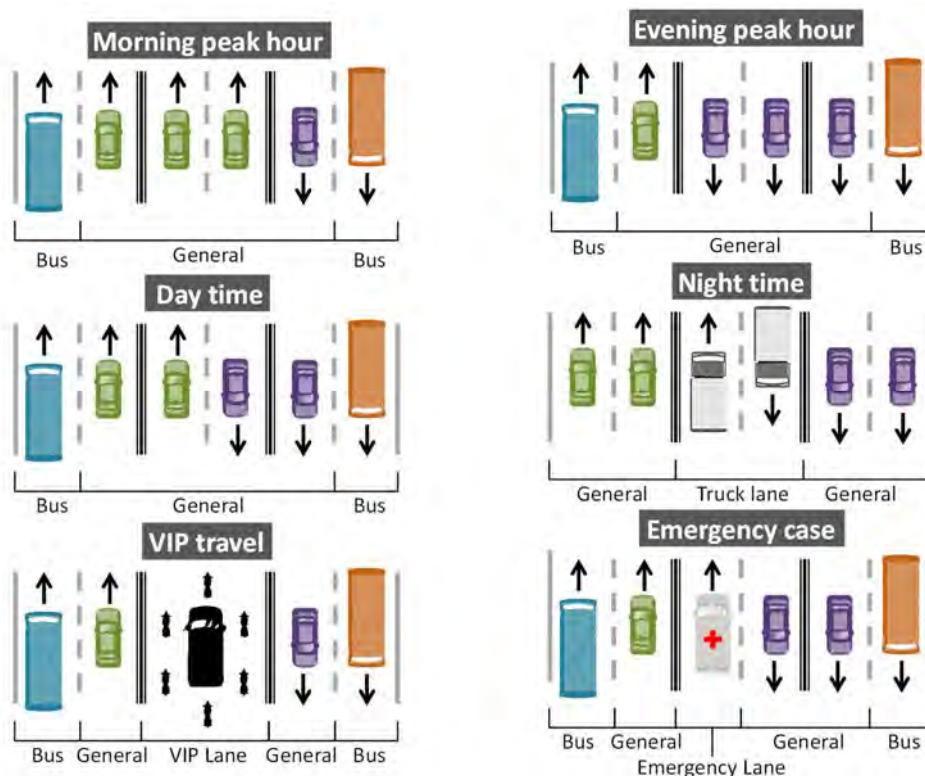 Morning peak hour
Bus General Bus
Evening peak hour
Bus General Bus
Day time
Bus General Bus
Night time
General Truck lane General
VIP travel
Bus General VIP Lane General Bus
Emergency case
Bus General General Bus
Emergency Lane